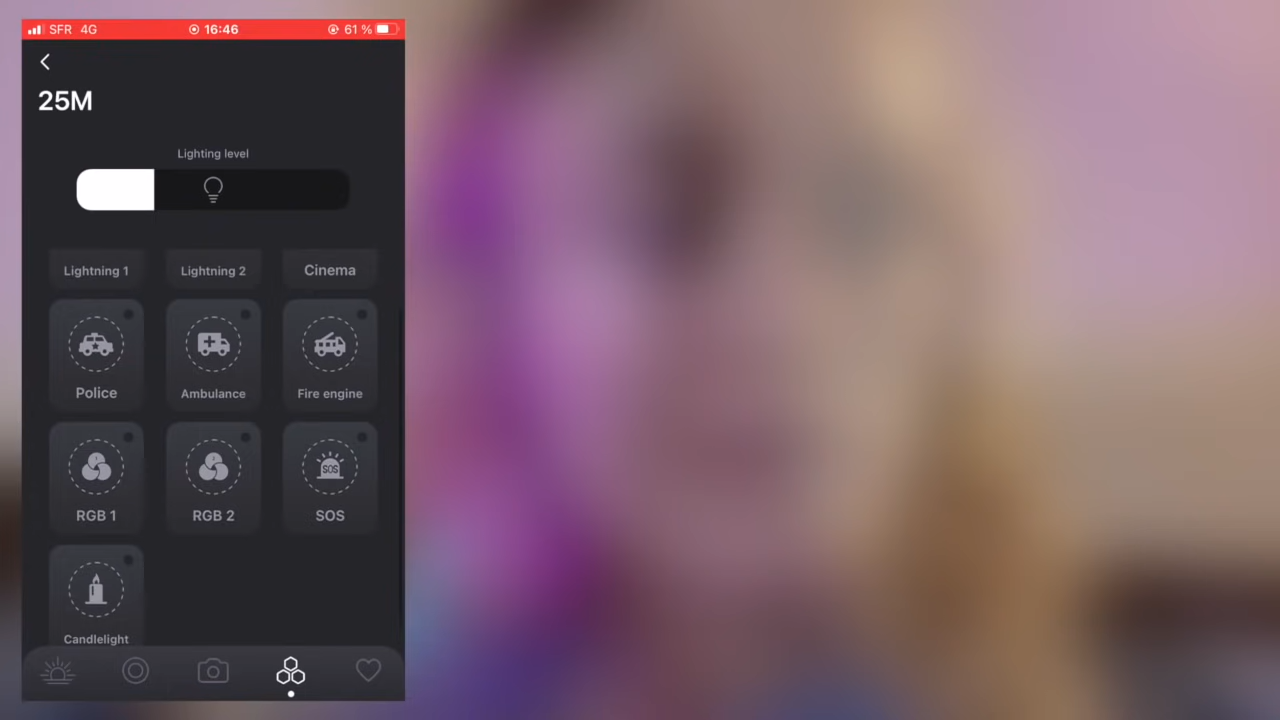 SFR 4G 16:46 61 %
25M
Lighting level
Lightning 1 Lightning 2 Cinema
Police Ambulance Fire engine
SOS
RGB 1 RGB 2 SOS
Candlelight